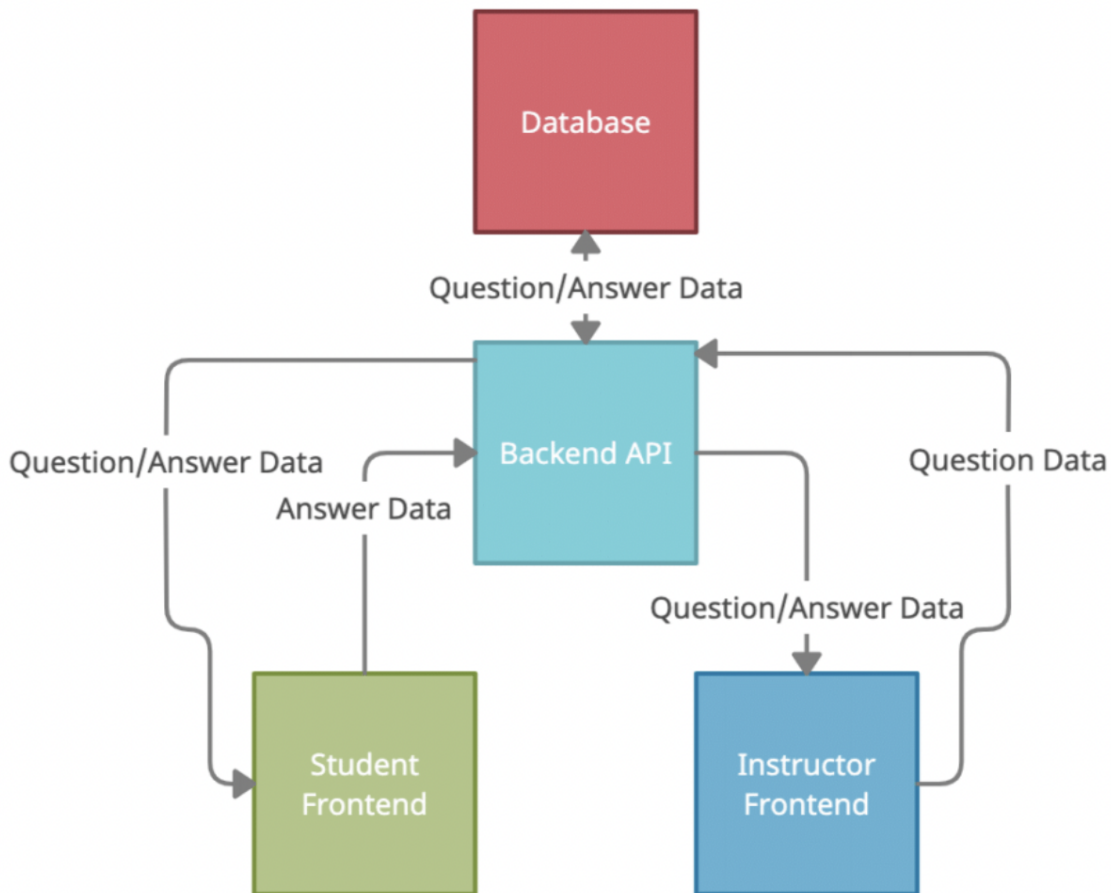 Database
Question/Answer Data
Backend API
Question/Answer Data
Question Data
Answer Data
Question/Answer Data
Student
Frontend
Instructor
Frontend